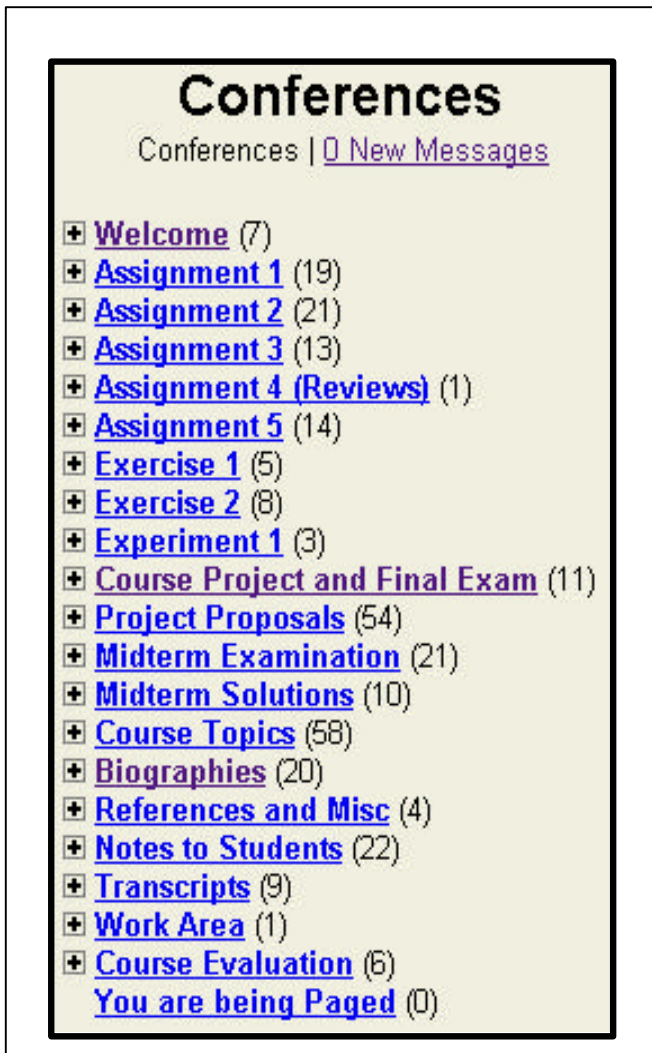 Conferences
Conferences | 0 New Messages
Welcome (7)
Assignment 1 (19)
Assignment 2 (21)
Assignment 3 (13)
Assignment 4 (Reviews) (1)
Assignment 5 (14)
Exercise 1 (5)
Exercise 2 (8)
Experiment 1 (3)
Course Project and Final Exam (11)
Project Proposals (54)
Midterm Examination (21)
Midterm Solutions (10)
Course Topics (58)
Biographies (20)
References and Misc (4)
Notes to Students (22)
Transcripts (9)
Work Area (1)
Course Evaluation (6)
You are being Paged (0)